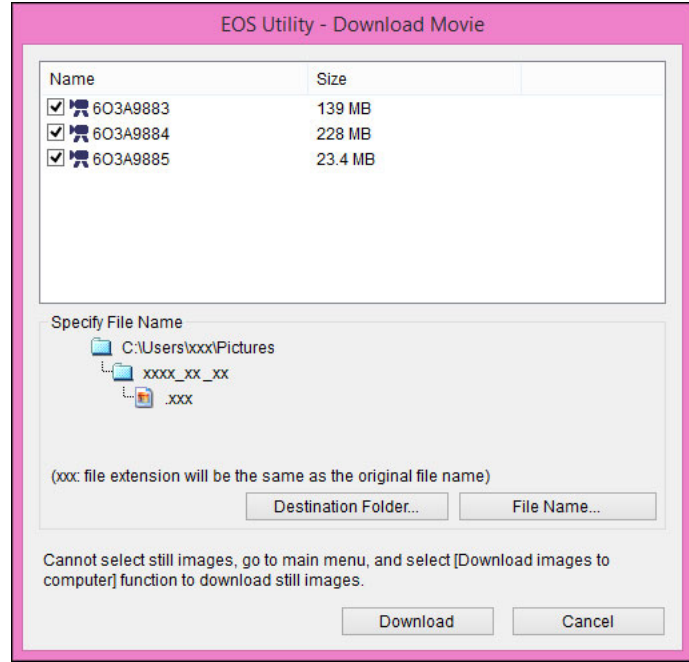 EOS Utility - Download Movie
Name Size
6O3A9883 139 MB
6O3A9884 228 MB
6O3A9885 23.4 MB
Specify File Name
C:\Users\xxx\Pictures
xxxx_xx_xx
.xxx
(xxx: file extension will be the same as the original file name)
Destination Folder... File Name...
Cannot select still images, go to main menu, and select [Download images to
computer] function to download still images.
Download Cancel